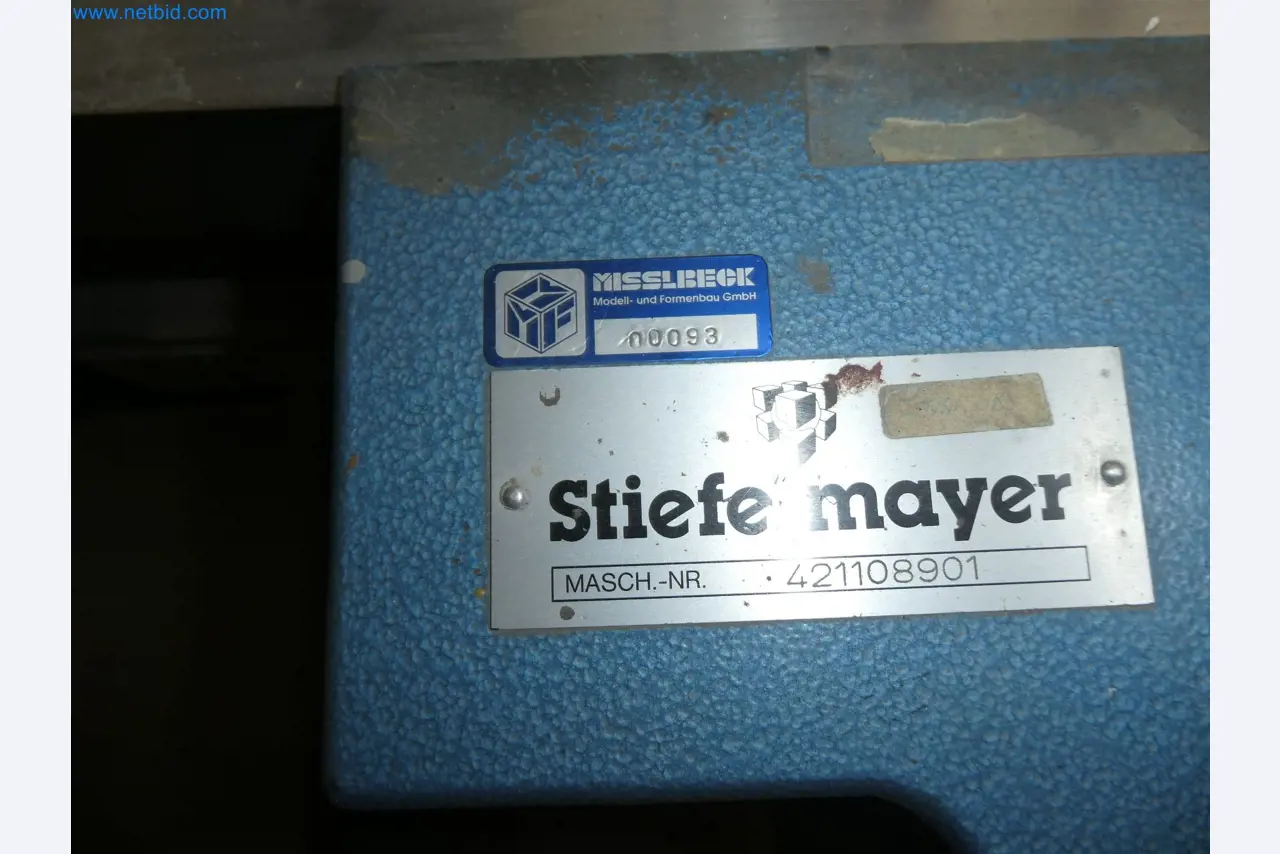 www.netbid.com
MISSLBECK
Modell- und Formenbau GmbH
00093
Stiefelmayer
MASCH.-NR. 421108901